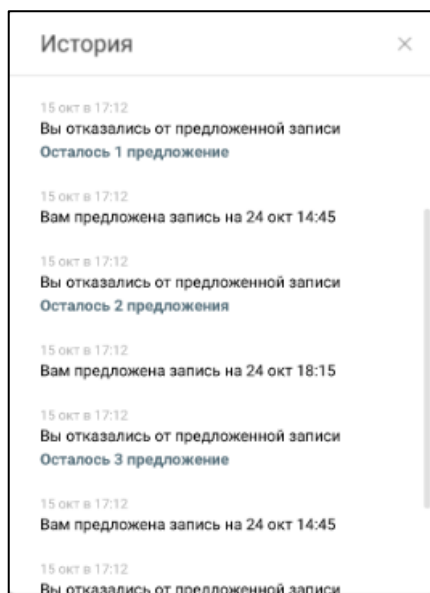 История
15 окт в 17:12
Вы отказались от предложенной записи
Осталось 1 предложение
15 окт в 17:12
Вам предложена запись на 24 окт 14:45
15 окт в 17:12
Вы отказались от предложенной записи
Осталось 2 предложения
15 окт в 17:12
Вам предложена запись на 24 окт 18:15
15 окт в 17:12
Вы отказались от предложенной записи
Осталось 3 предложение
15 окт в 17:12
Вам предложена запись на 24 окт 14:45
15 окт в 17:12
Вы отказались от предложенной записи